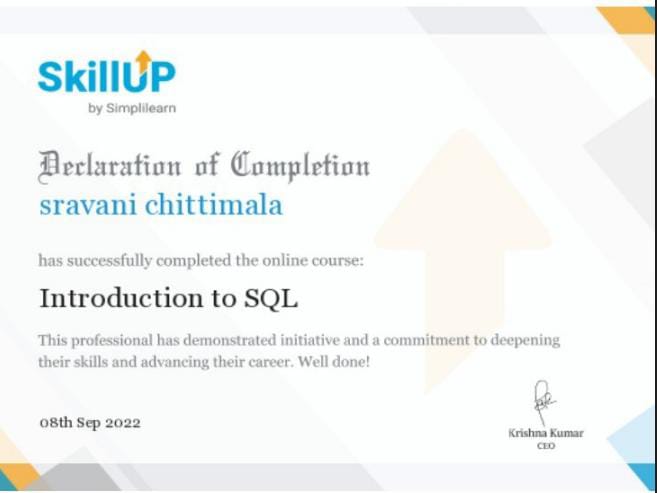 SkillUP
by Simplilearn
Declaration of Completion
sravani chittimala
has successfully completed the online course:
Introduction to SQL
This professional has demonstrated initiative and a commitment to deepening
their skills and advancing their career. Well done!
08th Sep 2022
Krishna Kumar
CEO